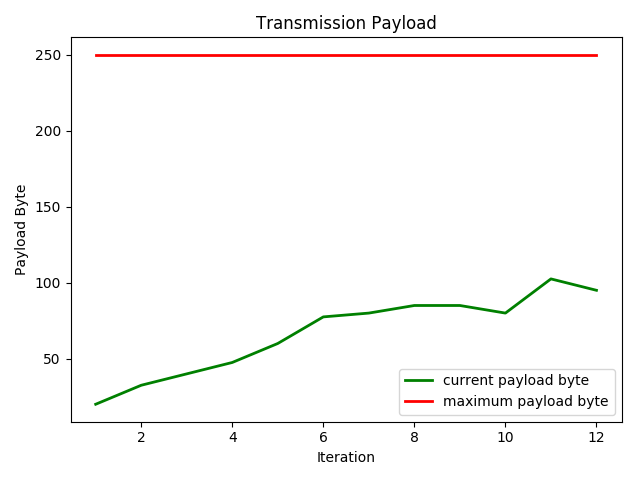 Transmission Payload
250
200
150
100
50
Payload Byte
2 4 6 8 10 12
Iteration
current payload byte
maximum payload byte